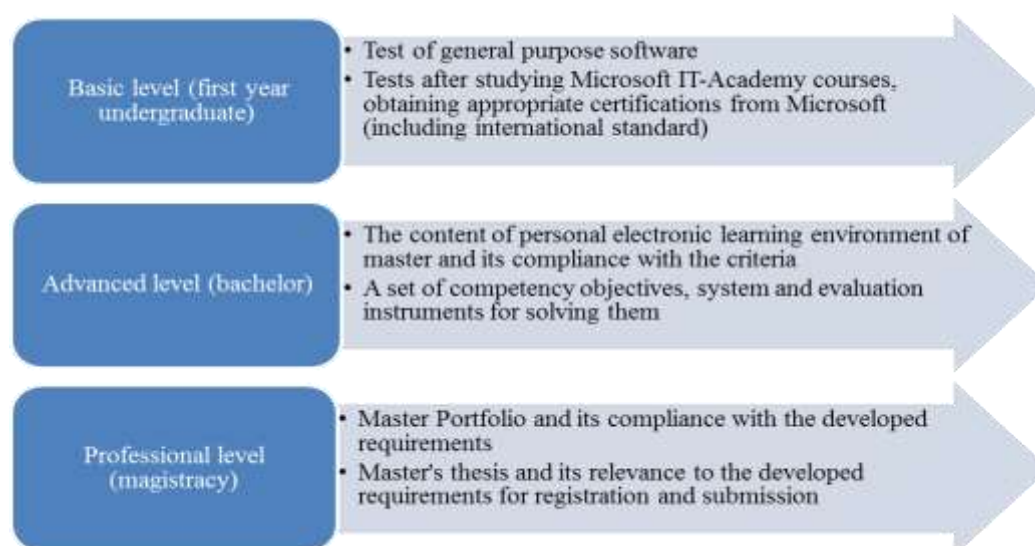 Basic level (first year
undergraduate)
• Test of general purpose software
• Tests after studying Microsoft IT-Academy courses,
obtaining appropriate certifications from Microsoft
(including international standard)
Advanced level (bachelor)
• The content of personal electronic learning environment of
master and its compliance with the criteria
• A set of competency objectives, system and evaluation
instruments for solving them
Professional level
(magistracy)
• Master Portfolio and its compliance with the developed
requirements
• Master's thesis and its relevance to the developed
requirements for registration and submission